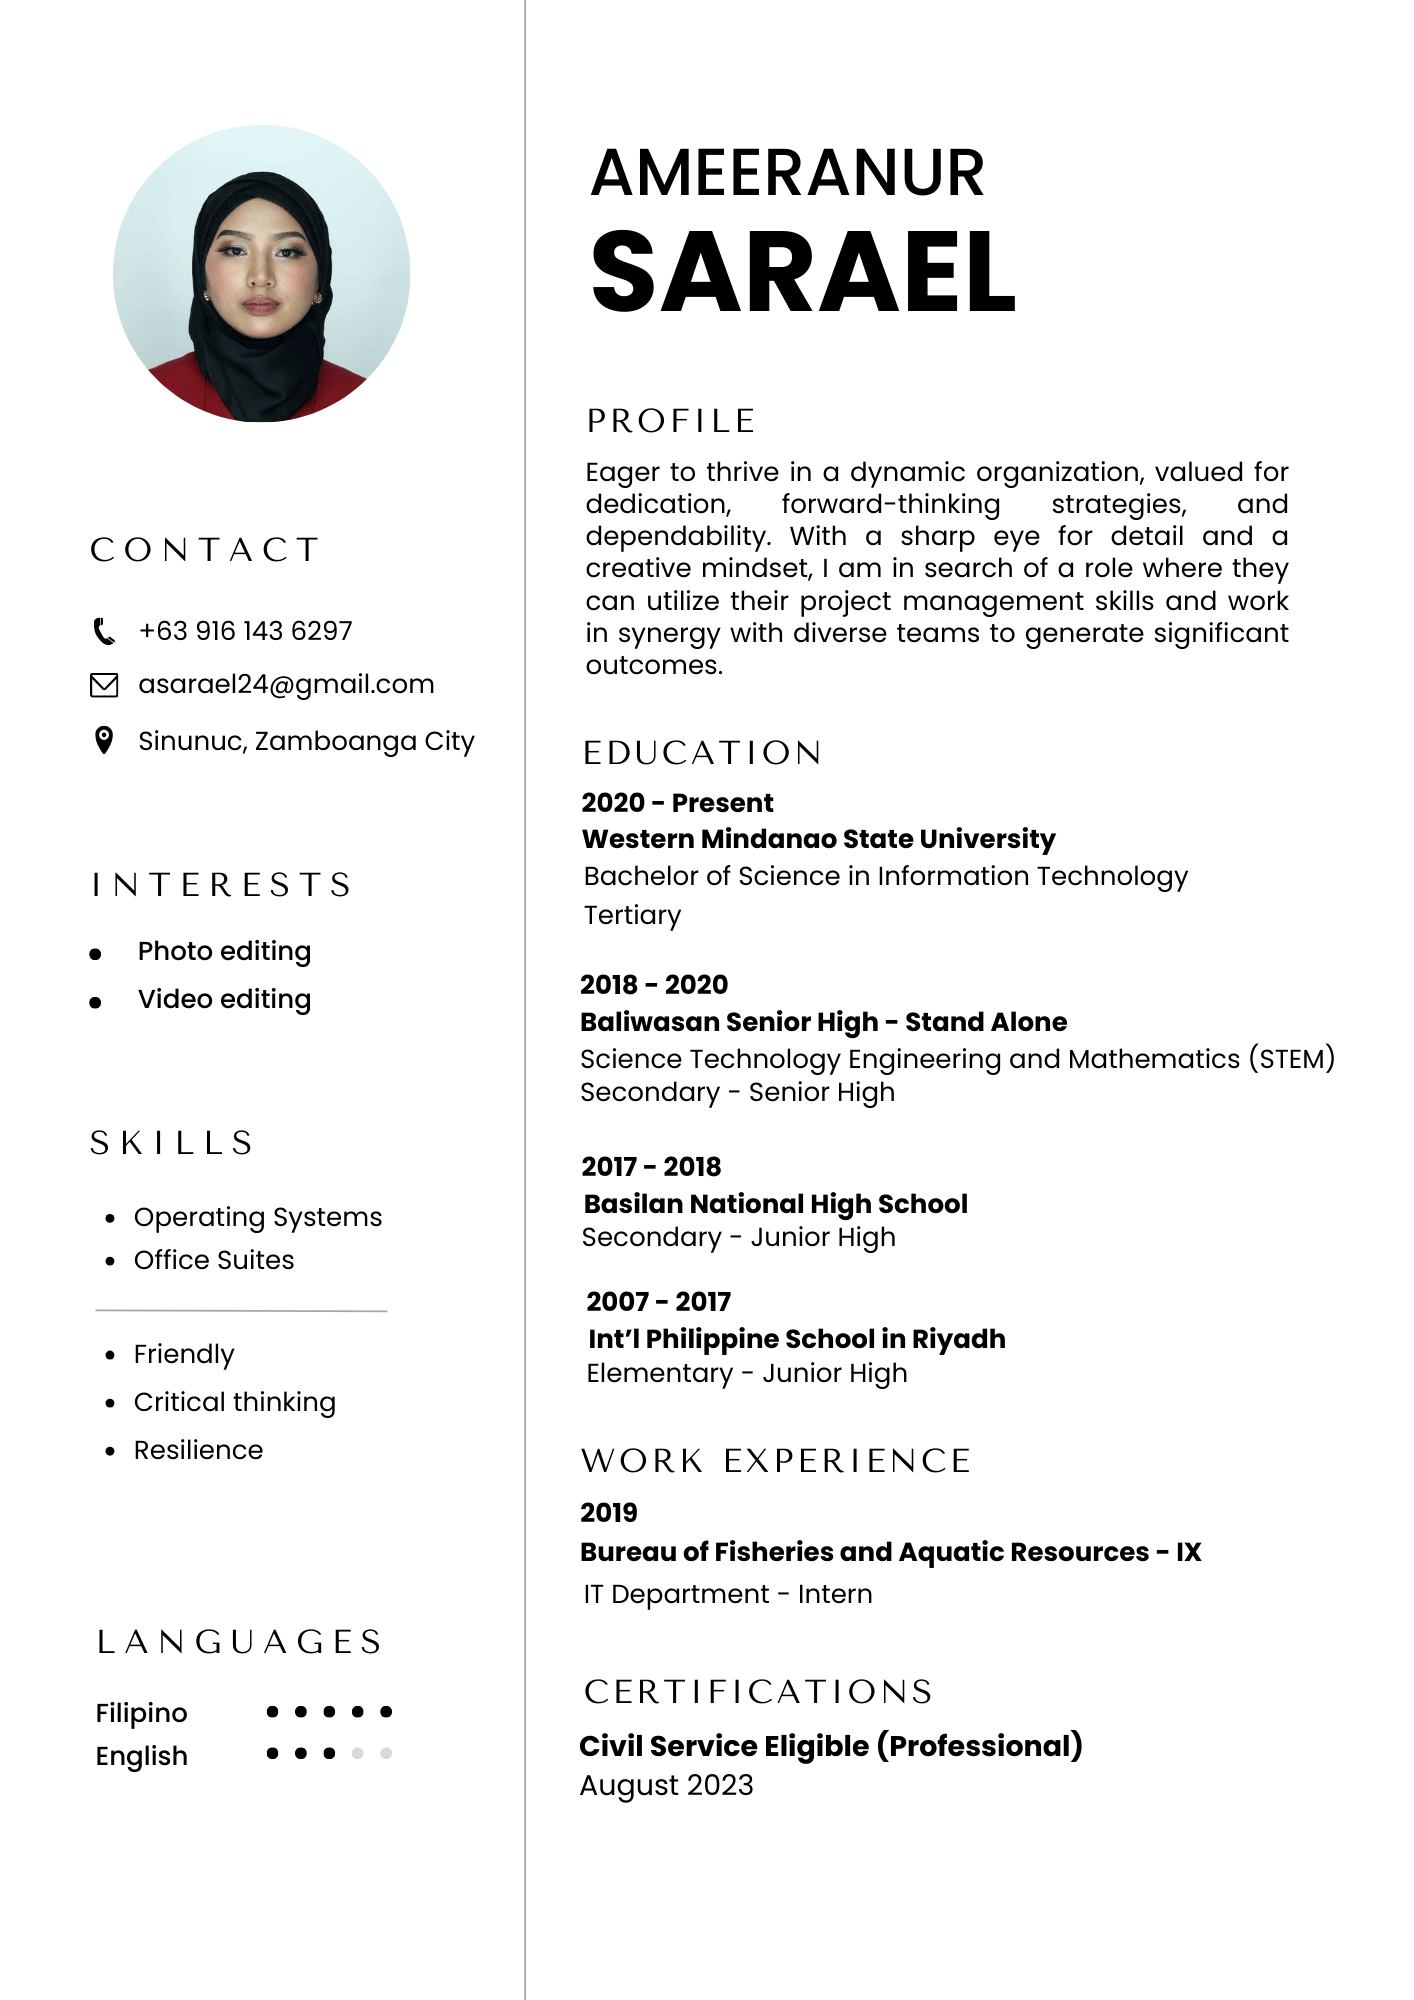 AMEERANUR
SARAEL
CONTACT
+63 916 143 6297
asarael24@gmail.com
Sinunuc, Zamboanga City
INTERESTS
• Photo editing
• Video editing
SKILLS
• Operating Systems
• Office Suites
• Friendly
• Critical thinking
• Resilience
LANGUAGES
Filipino
English
PROFILE
Eager to thrive in a dynamic organization, valued for
dedication, forward-thinking strategies, and
dependability. With a sharp eye for detail and a
creative mindset, I am in search of a role where they
can utilize their project management skills and work
in synergy with diverse teams to generate significant
outcomes.
EDUCATION
2020 - Present
Western Mindanao State University
Bachelor of Science in Information Technology
Tertiary
2018 - 2020
Baliwasan Senior High - Stand Alone
Science Technology Engineering and Mathematics (STEM)
Secondary - Senior High
2017 - 2018
Basilan National High School
Secondary - Junior High
2007 - 2017
Int’l Philippine School in Riyadh
Elementary - Junior High
WORK EXPERIENCE
2019
Bureau of Fisheries and Aquatic Resources - IX
IT Department - Intern
CERTIFICATIONS
Civil Service Eligible (Professional)
August 2023